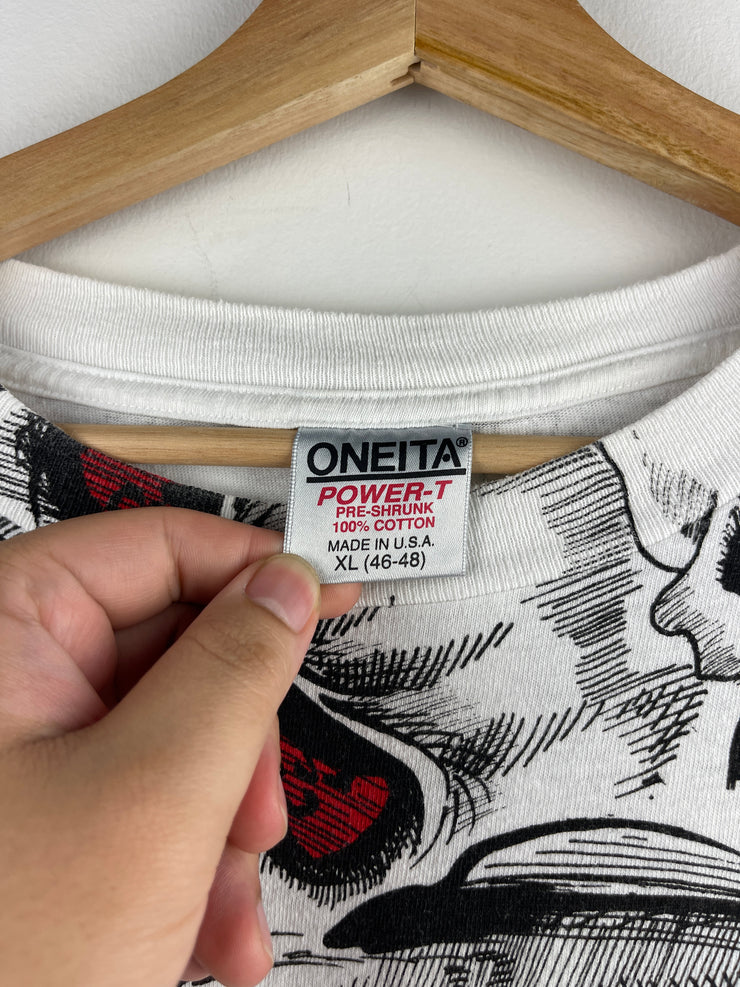 ONEITA®
POWER-T
PRE-SHRUNK
100% COTTON
MADE IN U.S.A.
XL (46-48)